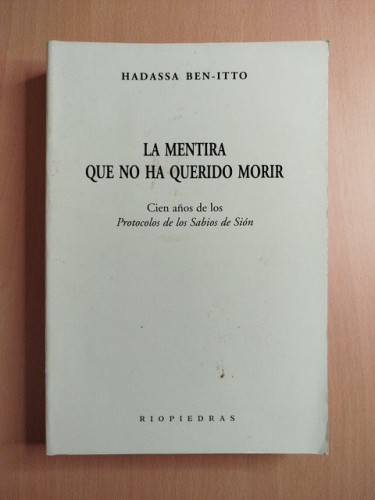 HADASSA BEN-ITTO
LA MENTIRA
QUE NO HA QUERIDO MORIR
Cien años de los
Protocolos de los Sabios de Sión
RIOPIEDRAS